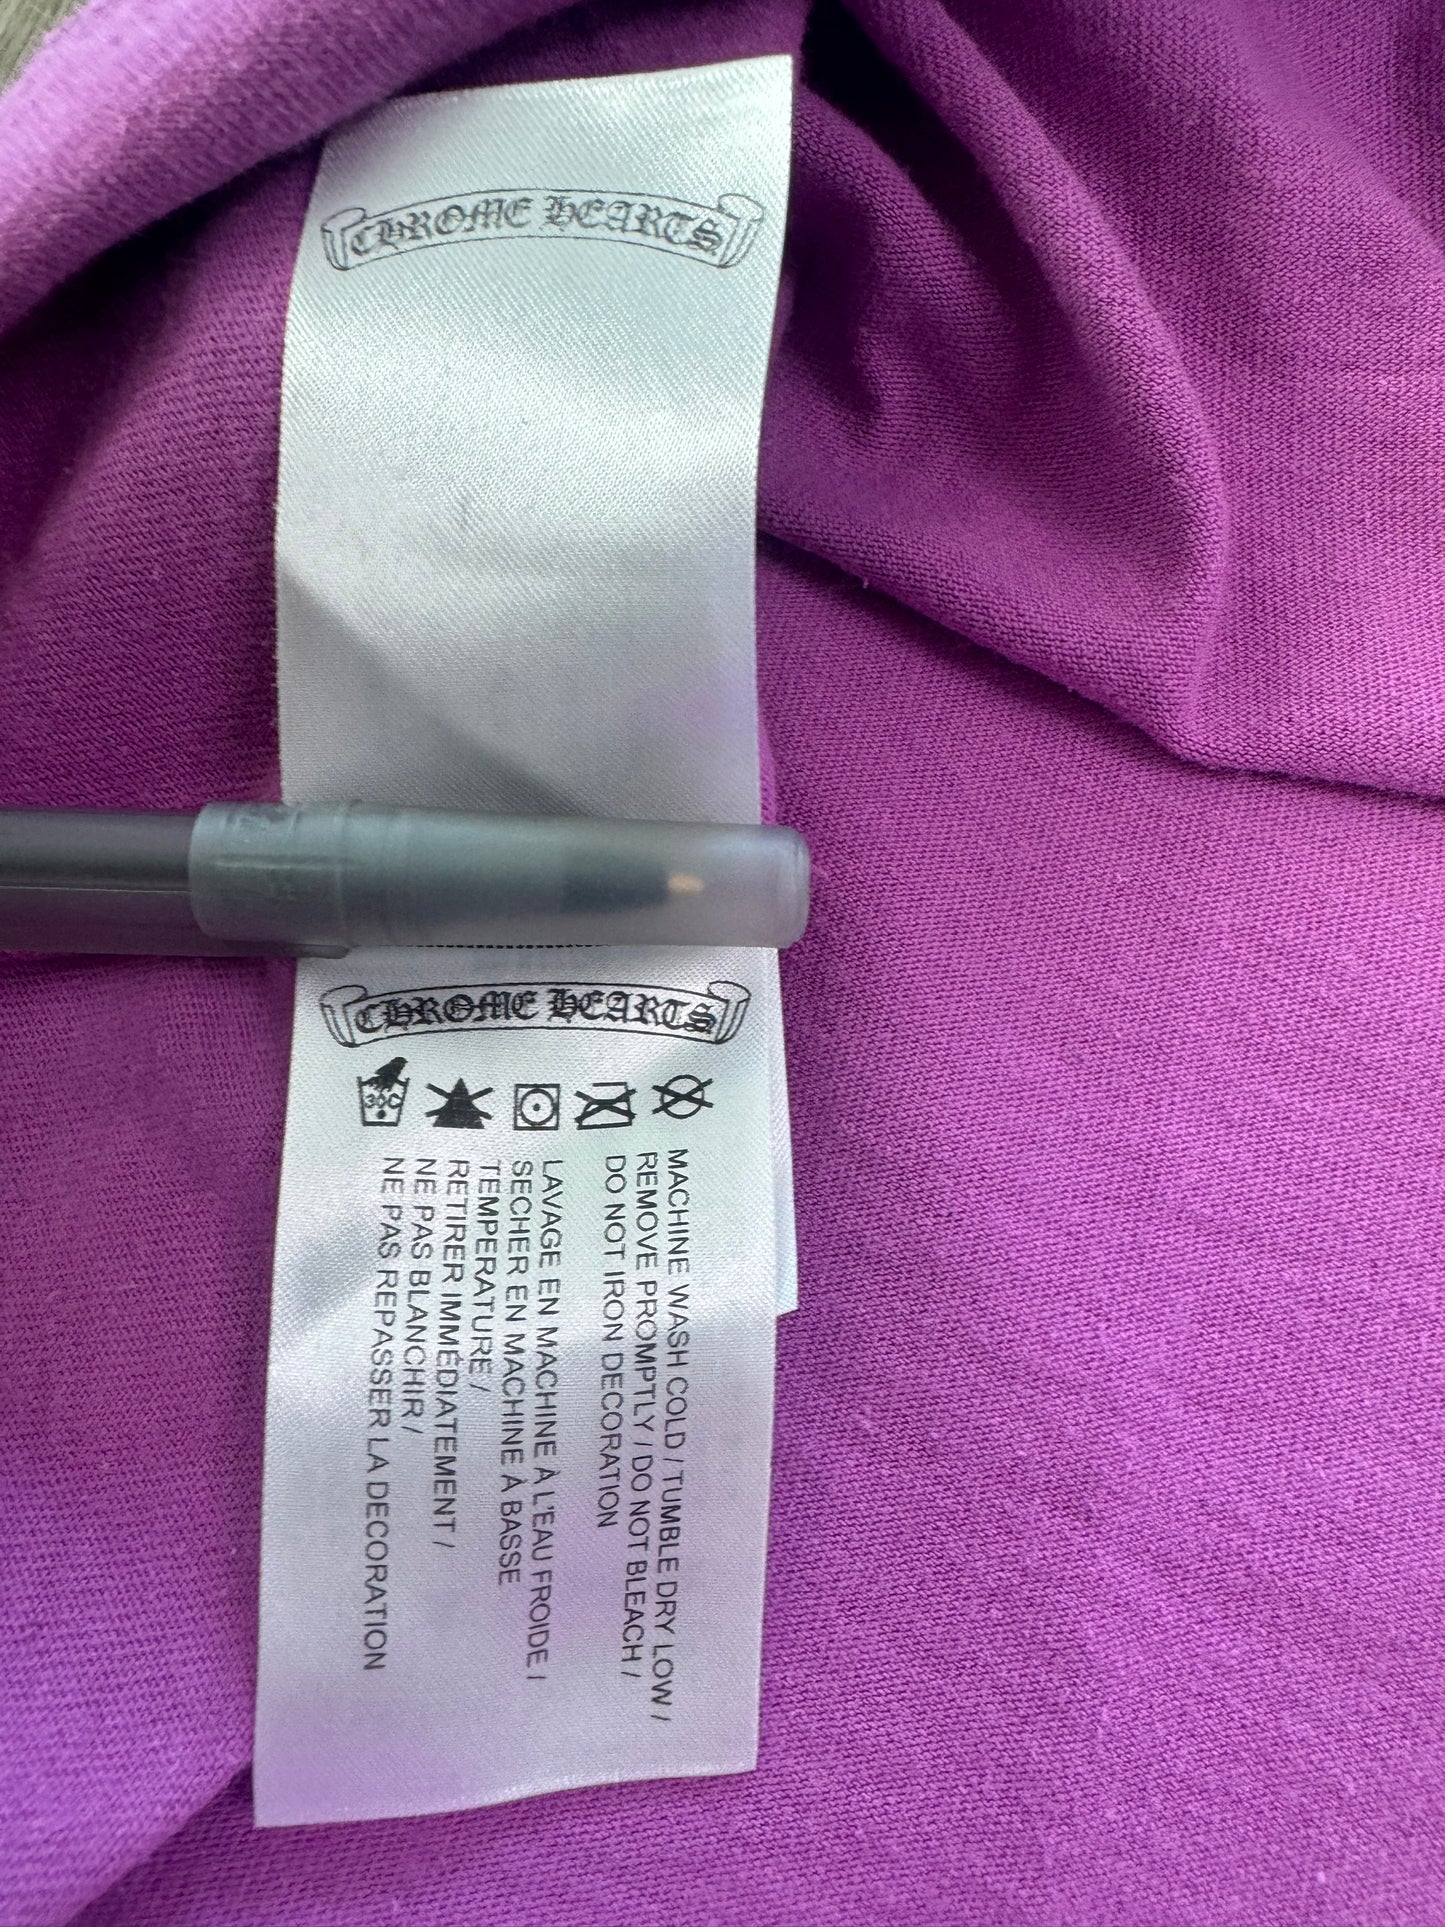 CHROME HEARTS
CHROME HEARTS
30C
MACHINE WASH COLD / TUMBLE DRY LOW /
REMOVE PROMPTLY / DO NOT BLEACH /
DO NOT IRON DECORATION
LAVAGE EN MACHINE À L'EAU FROIDE /
SECHER EN MACHINE À BASSE
TEMPERATURE /
RETIRER IMMÉDIATEMENT /
NE PAS BLANCHIR /
NE PAS REPASSER LA DECORATION